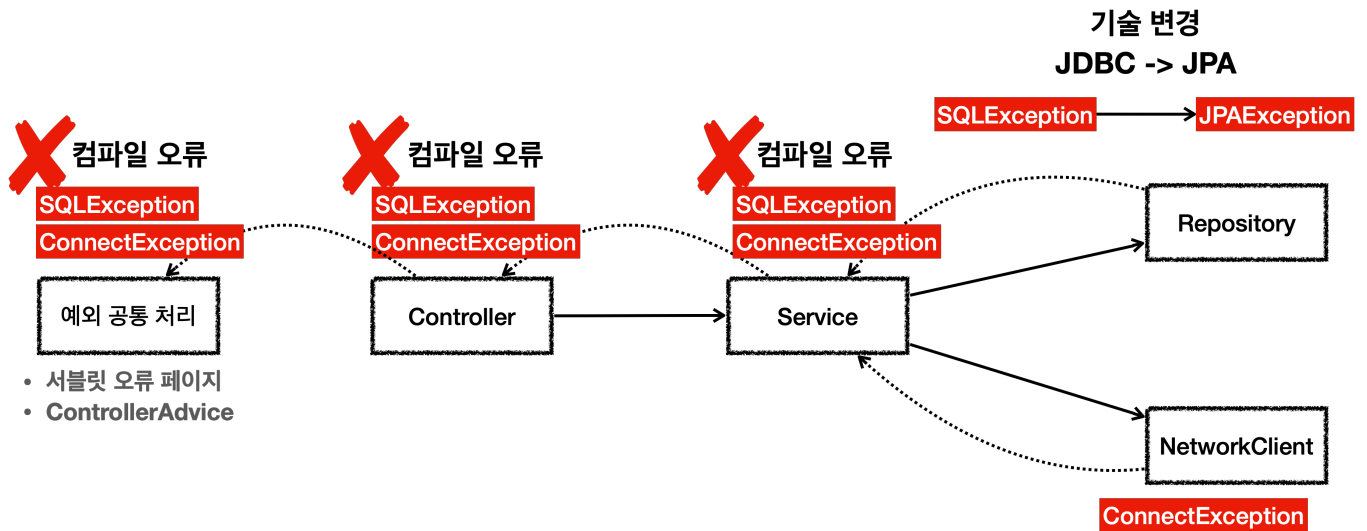 기술 변경
JDBC -> JPA
SQLException
JPAException
컴파일 오류
SQLException
ConnectException
예외 공통 처리
• 서블릿 오류 페이지
• ControllerAdvice
컴파일 오류
SQLException
ConnectException
Controller
컴파일 오류
SQLException
ConnectException
Service
Repository
NetworkClient
ConnectException